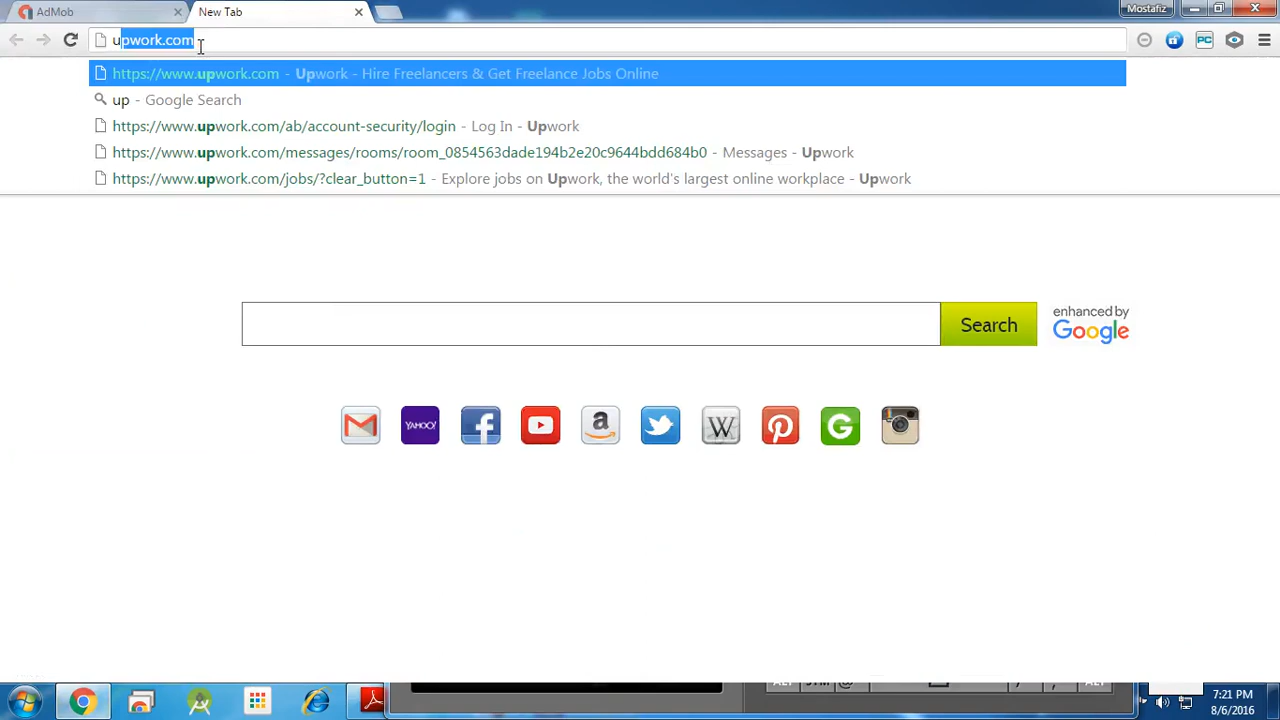 AdMob
New Tab
Mostafiz
upwork.com
PC
https://www.upwork.com - Upwork - Hire Freelancers & Get Freelance Jobs Online
up - Google Search
https://www.upwork.com/ab/account-security/login - Log In - Upwork
https://www.upwork.com/messages/rooms/room_0854563dade194b2e20c9644bdd684b0 - Messages - Upwork
https://www.upwork.com/jobs/?clear_button=1 - Explore jobs on Upwork, the world's largest online workplace - Upwork
Search
enhanced by
Google
YAHOO!
f
a
W
G
7:21 PM
8/6/2016